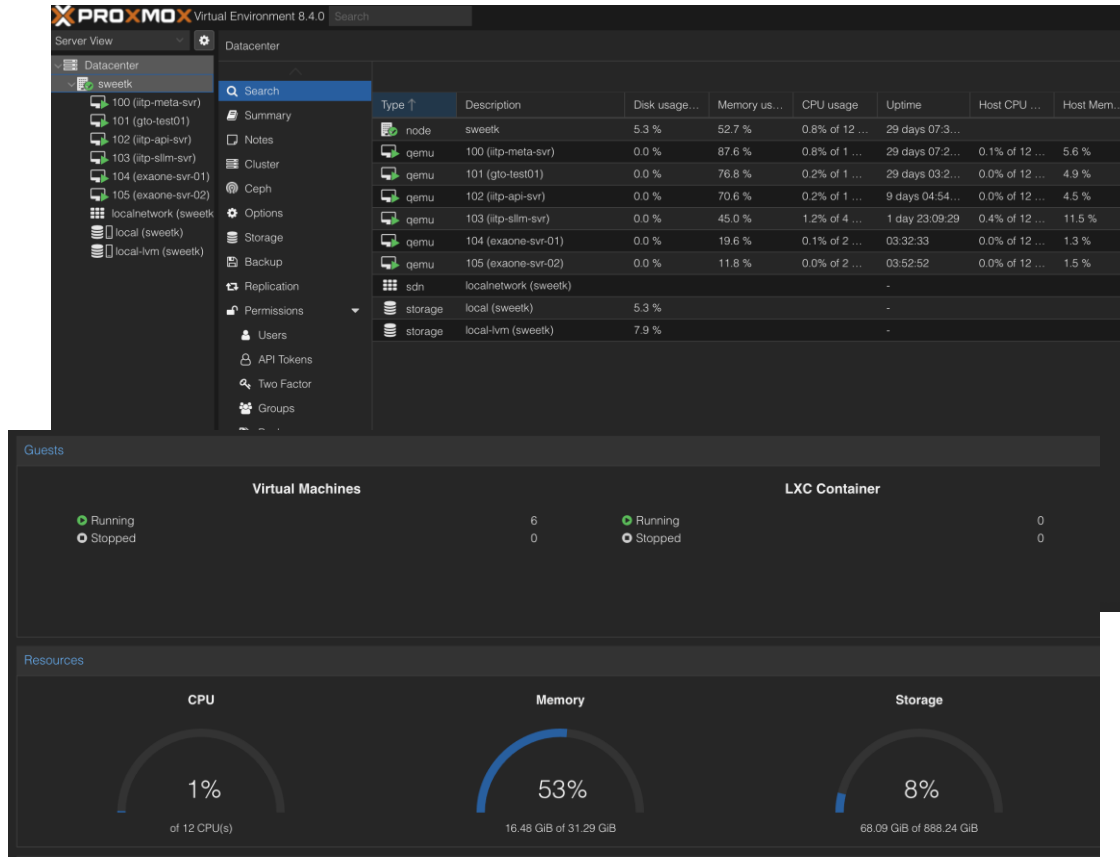 PROXMOX Virtual Environment 8.4.0 Search
Server View
Datacenter
sweetk
100 (iitp-meta-svr)
101 (gto-test01)
102 (iitp-api-svr)
103 (iitp-sllm-svr)
104 (exaone-svr-01)
105 (exaone-svr-02)
localnetwork (sweetk
local (sweetk)
local-lvm (sweetk)
Datacenter
Search
Summary
Notes
Cluster
Ceph
Options
Storage
Backup
Replication
Permissions
Users
API Tokens
Two Factor
Groups
Type Description Disk usage... Memory us... CPU usage Uptime Host CPU ... Host Mem...
node sweetk 5.3 % 52.7 % 0.8% of 12 ... 29 days 07:3...
qemu 100 (iitp-meta-svr) 0.0 % 87.6 % 0.8% of 1 ... 29 days 07:2... 0.1% of 12 ... 5.6 %
qemu 101 (gto-test01) 0.0 % 76.8 % 0.2% of 1 ... 29 days 03:2... 0.0% of 12 ... 4.9 %
qemu 102 (iitp-api-svr) 0.0 % 70.6 % 0.2% of 1 ... 9 days 04:54... 0.0% of 12 ... 4.5 %
qemu 103 (iitp-sllm-svr) 0.0 % 45.0 % 1.2% of 4 ... 1 day 23:09:29 0.4% of 12 ... 11.5 %
qemu 104 (exaone-svr-01) 0.0 % 19.6 % 0.1% of 2 ... 03:32:33 0.0% of 12 ... 1.3 %
qemu 105 (exaone-svr-02) 0.0 % 11.8 % 0.0% of 2 ... 03:52:52 0.0% of 12 ... 1.5 %
sdn localnetwork (sweetk) -
storage local (sweetk) 5.3 % -
storage local-lvm (sweetk) 7.9 % -
Guests
Virtual Machines
Running 6
Stopped 0
LXC Container
Running 0
Stopped 0
Resources
CPU
1%
of 12 CPU(s)
Memory
53%
16.48 GiB of 31.29 GiB
Storage
8%
68.09 GiB of 888.24 GiB